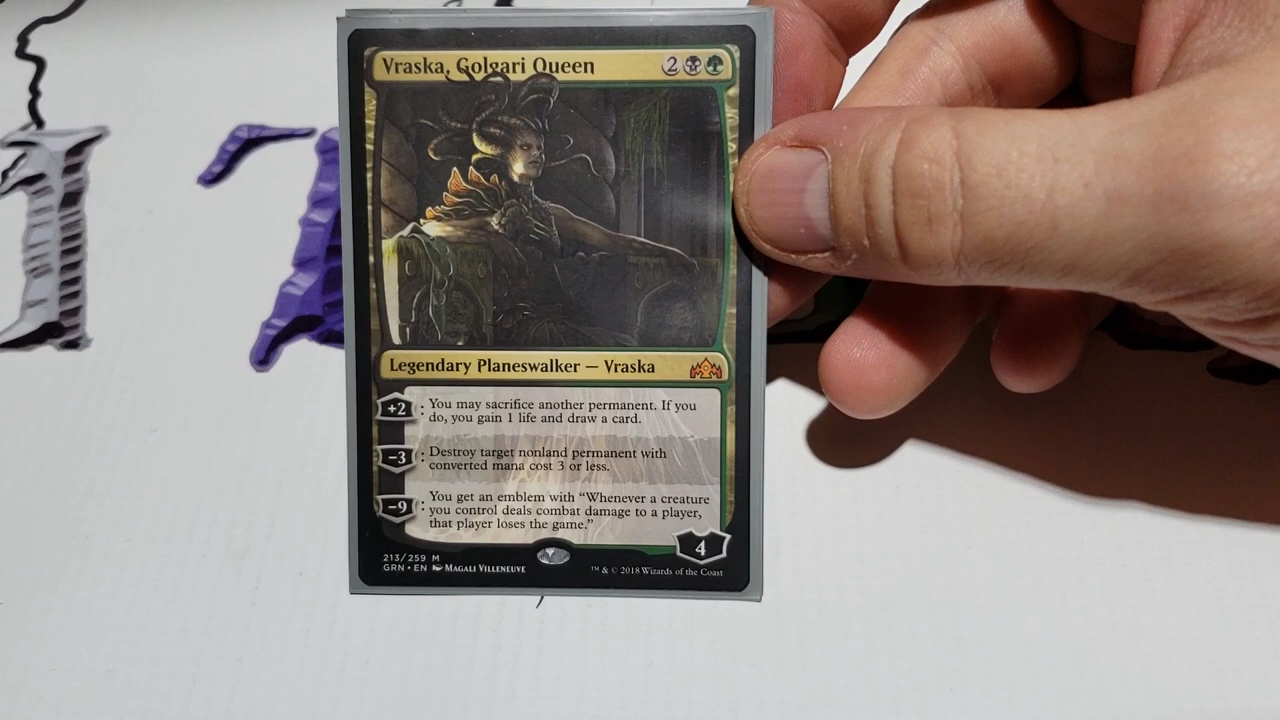 Vraska, Golgari Queen 2
Legendary Planeswalker — Vraska
+2 : You may sacrifice another permanent. If you
do, you gain 1 life and draw a card.
-3 : Destroy target nonland permanent with
converted mana cost 3 or less.
-9 : You get an emblem with “Whenever a creature
you control deals combat damage to a player,
that player loses the game.”
4
213/259 M
GRN • EN Magali Villeneuve
™ & © 2018 Wizards of the Coast